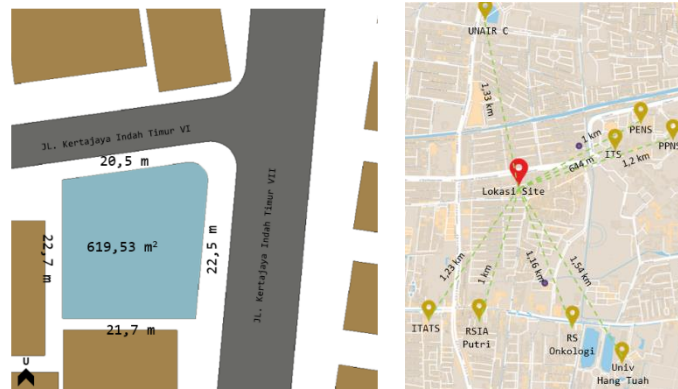 JL. Kertajaya Indah Timur VI
20,5 m
619,53 m²
22,7 m
22,5 m
JL. Kertajaya Indah Timur VII
21,7 m
U
UNAIR C
1,33 km
PENS
1 km
ITS
PPNS
644 m
1,2 km
Lokasi Site
1,23 km
1 km
1,16 km
1,54 km
ITATS
RSIA
Putri
RS
Onkologi
Univ
Hang Tuah